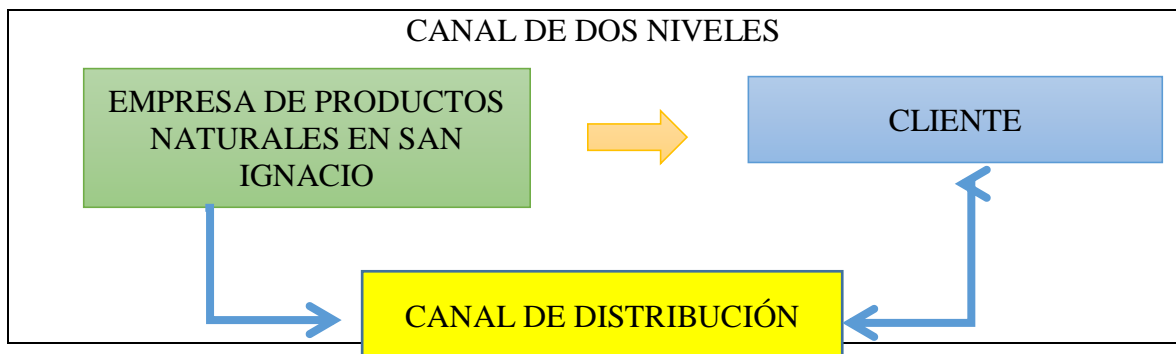 CANAL DE DOS NIVELES
EMPRESA DE PRODUCTOS
NATURALES EN SAN
IGNACIO
CLIENTE
CANAL DE DISTRIBUCIÓN